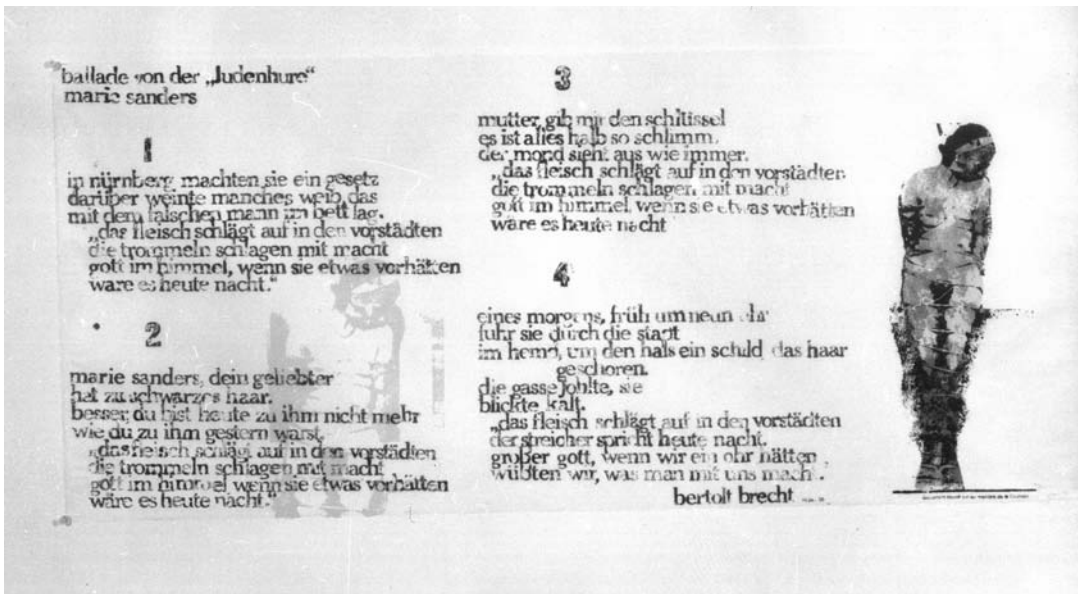 ballade von der „Judenhure“
marie sanders
1
in nürnberg machten sie ein gesetz
darüber weinte manches weib, das
mit dem falschen mann im bett lag.
„das fleisch schlägt auf in den vorstädten
die trommeln schlagen mit macht
gott im himmel, wenn sie etwas vorhätten
wäre es heute nacht.“
2
marie sanders, dein geliebter
hat zu schwarzes haar.
besser, du bist heute zu ihm nicht mehr
wie du zu ihm gestern warst.
„das fleisch schlägt auf in den vorstädten
die trommeln schlagen mit macht
gott im himmel wenn sie etwas vorhätten
wäre es heute nacht.“
3
mutter, gib mir den schlüssel
es ist alles halb so schlimm.
der mond sieht aus wie immer.
„das fleisch schlägt auf in den vorstädten
die trommeln schlagen mit macht
gott im himmel, wenn sie etwas vorhätten
wäre es heute nacht
4
eines morgens, früh um neun uhr
fuhr sie durch die stadt
im hemd, um den hals ein schild das haar
geschoren.
die gasse johlte, sie
blickte kalt.
„das fleisch schlägt auf in den vorstädten
der streicher spricht heute nacht.
großer gott, wenn wir ein ohr hätten,
wüßten wir, was man mit uns macht.
bertolt brecht